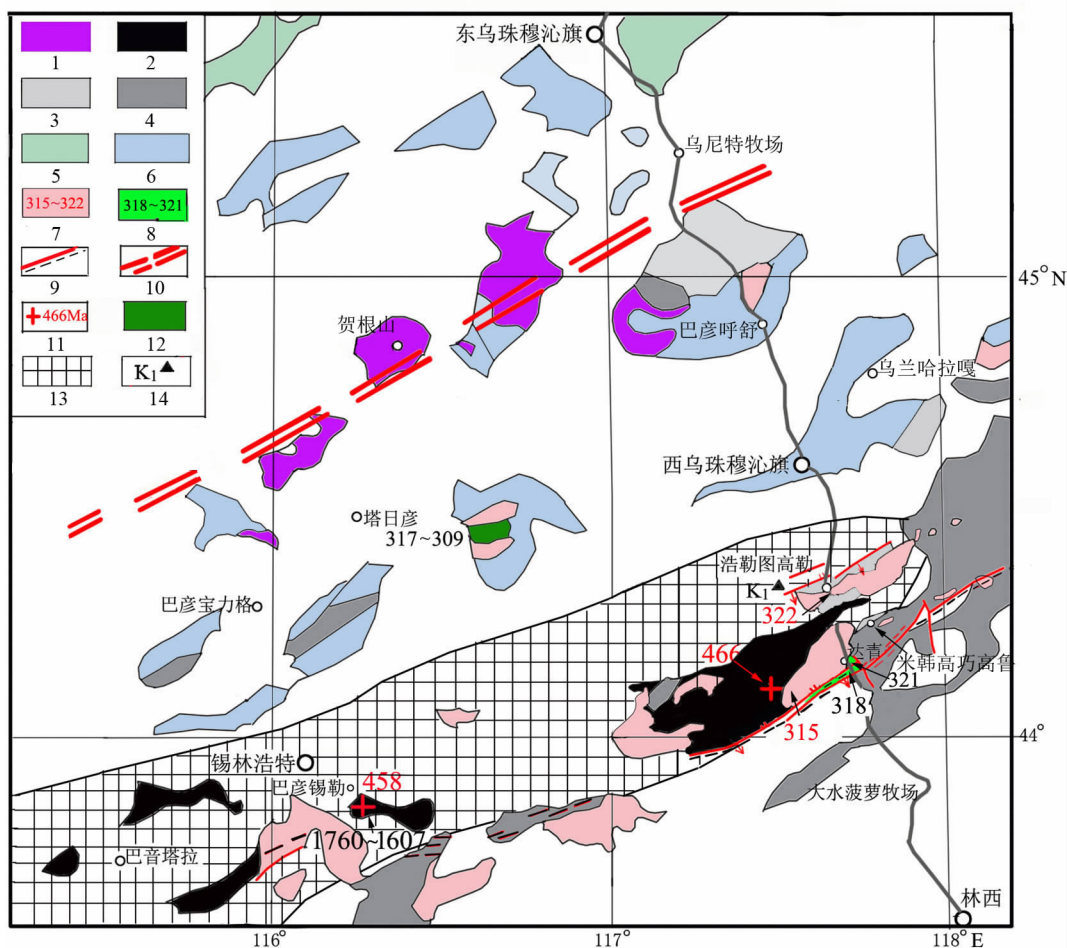 1
2
3
4
5
6
315~322
318~321
7
8
9
10
+466Ma
11
12
K₁▲
13
14
东乌珠穆沁旗
乌尼特牧场
45°N
贺根山
巴彦呼舒
乌兰哈拉嘎
西乌珠穆沁旗
塔日彦
317~309
浩勒图高勒
K₁▲
322
巴彦宝力格
达青
466
米韩高巧高鲁
321
318
315
44°
锡林浩特
巴彦锡勒
458
大水菠萝牧场
1760~1607
巴音塔拉
林西
116°
117°
118°E